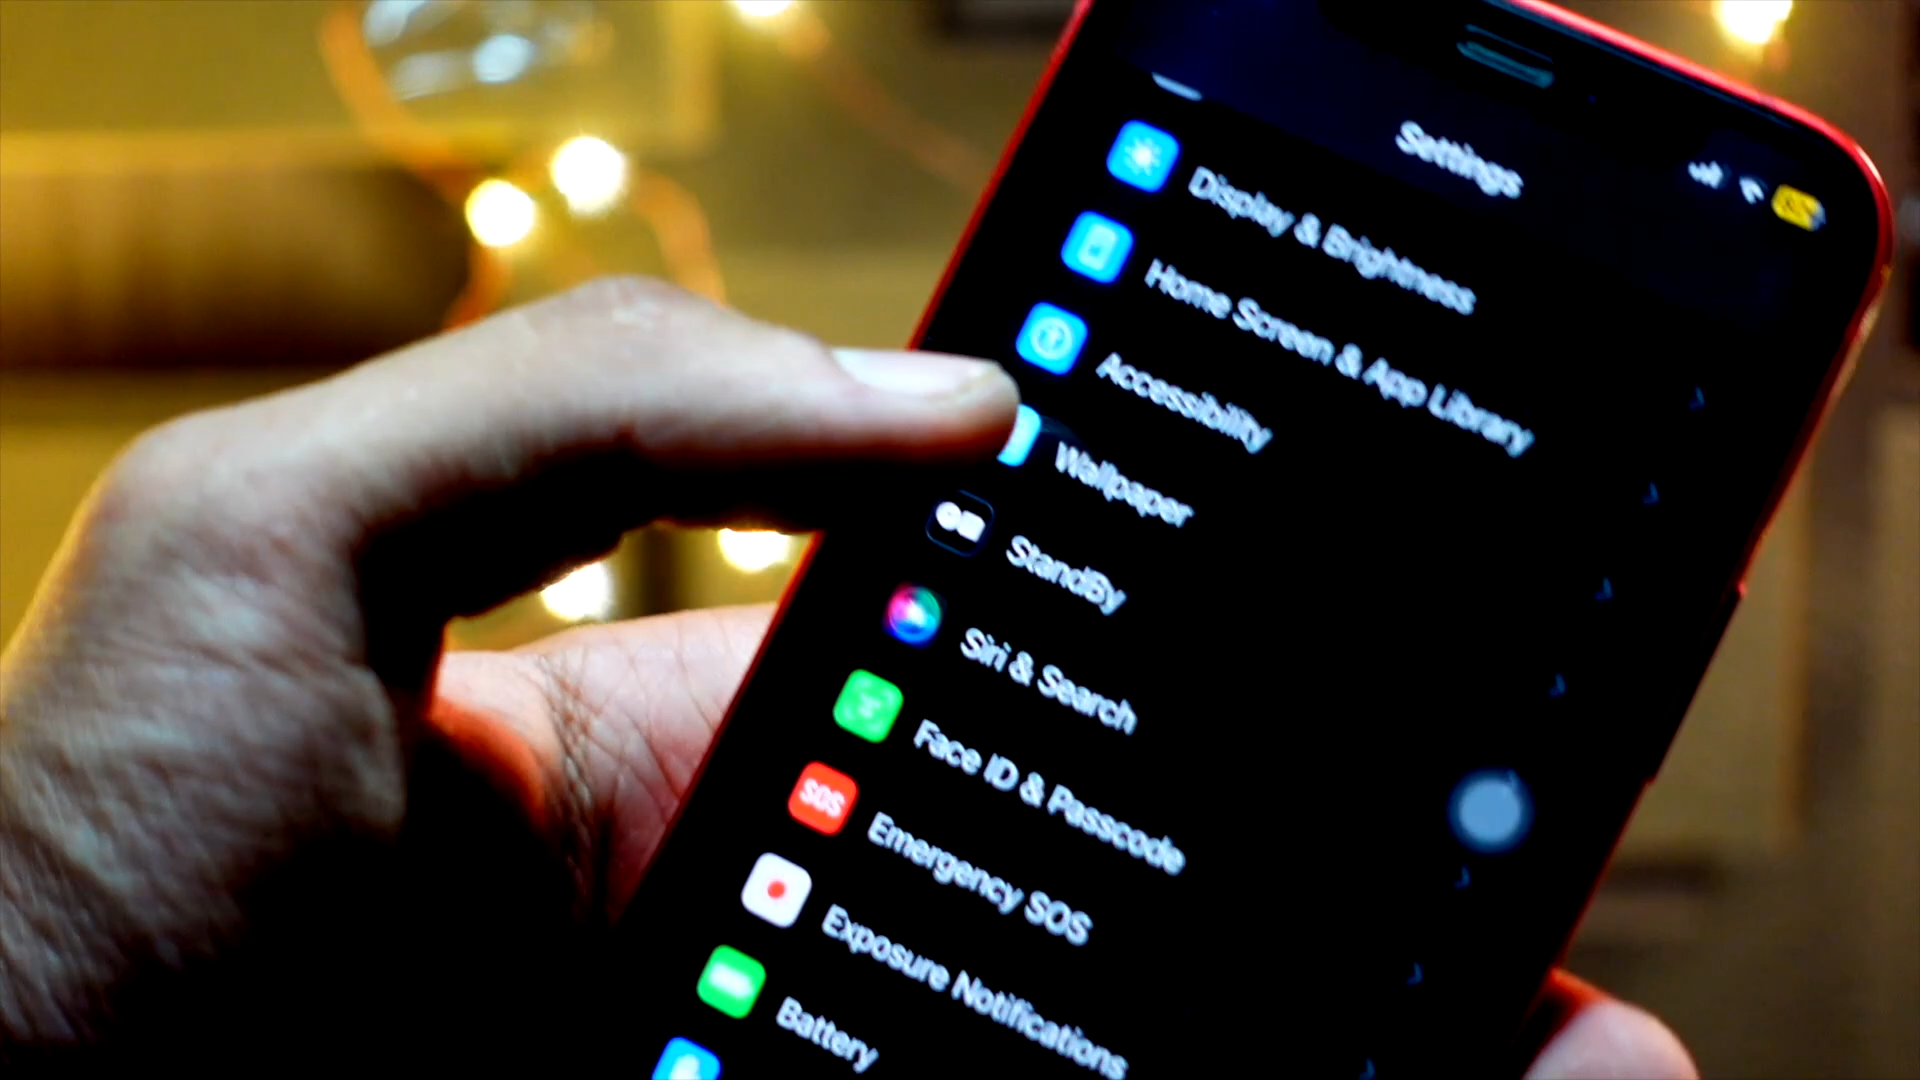 Settings
Display & Brightness
Home Screen & App Library
Accessibility
Wallpaper
StandBy
Siri & Search
Face ID & Passcode
SOS
Emergency SOS
Exposure Notifications
Battery